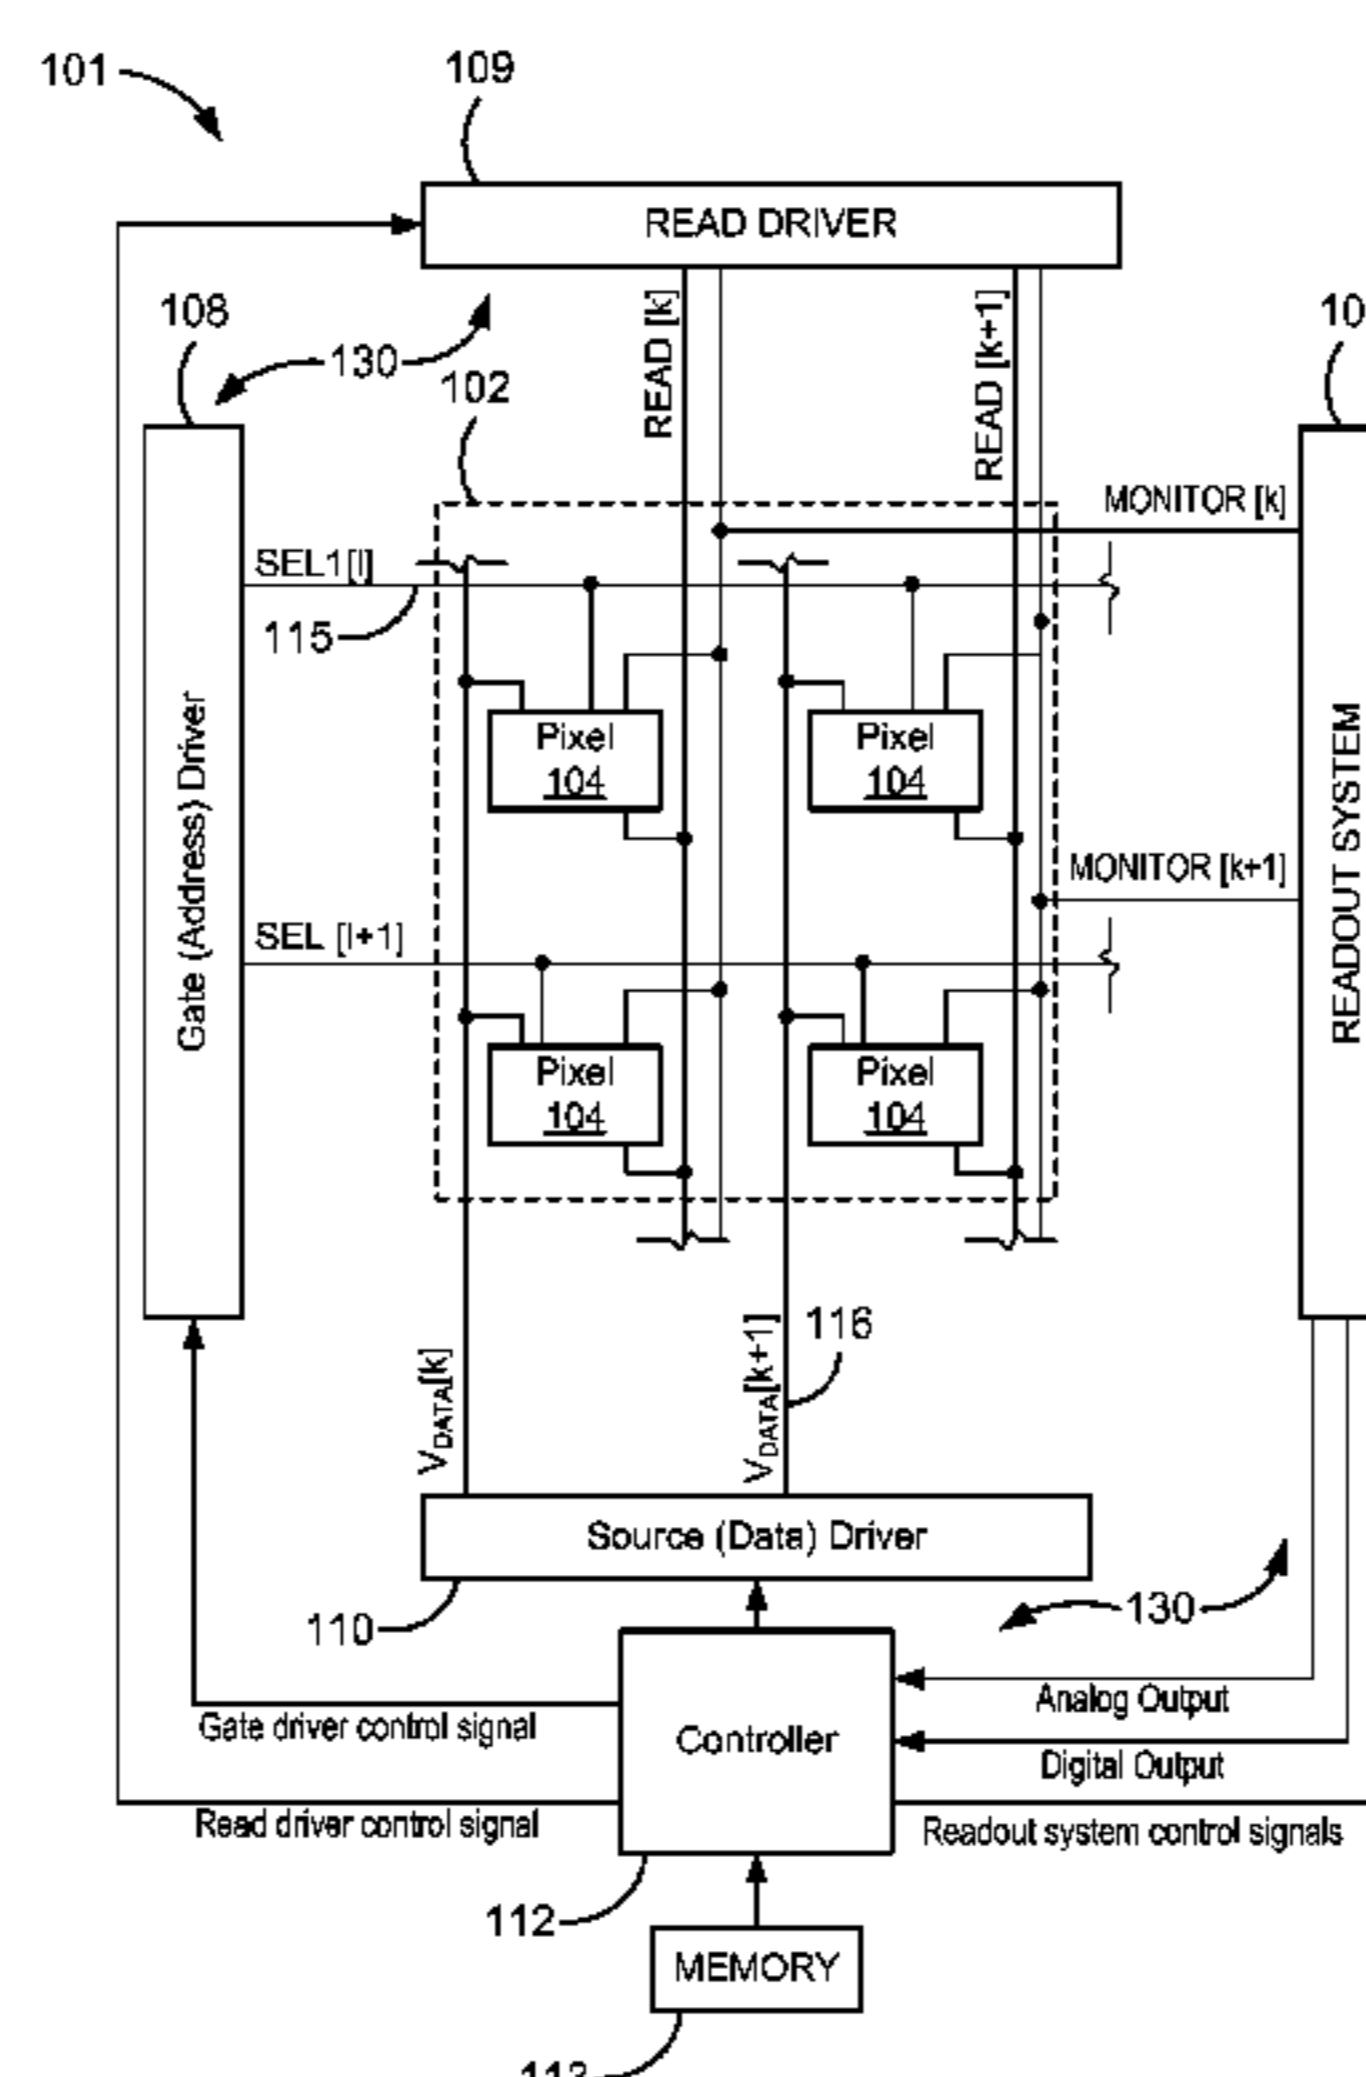 101
109
READ DRIVER
108
130
102
READ [k]
READ [k+1]
MONITOR [k]
SEL1[l]
115
Gate (Address) Driver
Pixel
104
Pixel
104
READOUT SYSTEM
MONITOR [k+1]
SEL [l+1]
Pixel
104
Pixel
104
VDATA[k]
VDATA[k+1]
116
Source (Data) Driver
110
130
Analog Output
Gate driver control signal
Controller
Digital Output
Read driver control signal
Readout system control signals
112
MEMORY